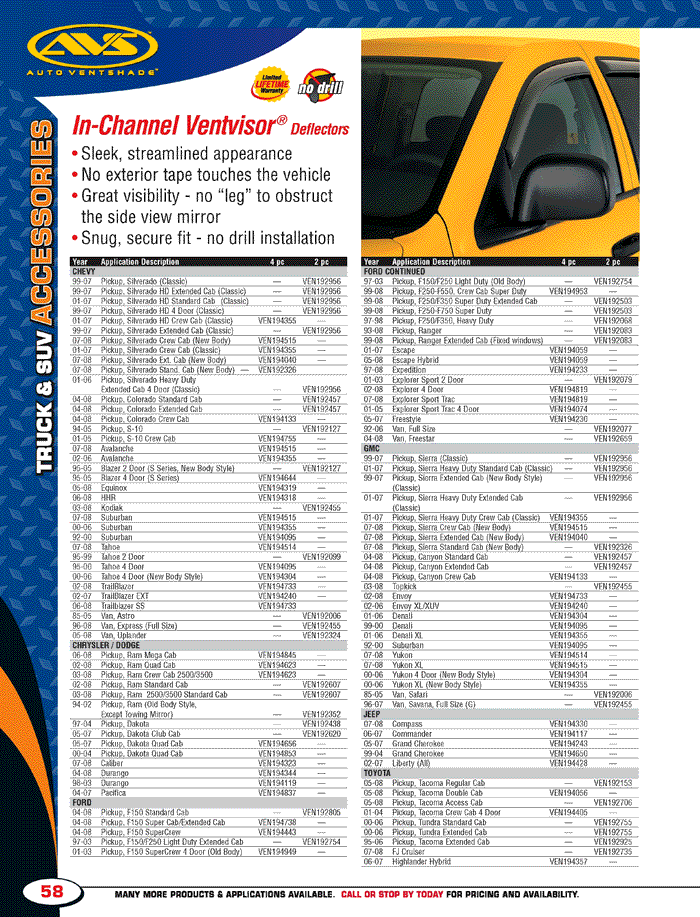 AVS
AUTO VENTSHADE™
Limited
LIFETIME
Warranty
no drill
TRUCK & SUV ACCESSORIES
In-Channel Ventvisor® Deflectors
• Sleek, streamlined appearance
• No exterior tape touches the vehicle
• Great visibility - no “leg” to obstruct
the side view mirror
• Snug, secure fit - no drill installation
Year Application Description 4 pc 2 pc
CHEVY
99-07 Pickup, Silverado (Classic) — VEN192956
99-07 Pickup, Silverado HD Extended Cab (Classic) — VEN192956
01-07 Pickup, Silverado HD Standard Cab (Classic) — VEN192956
99-07 Pickup, Silverado HD 4 Door (Classic) — VEN192956
01-07 Pickup, Silverado HD Crew Cab (Classic) VEN194355 —
99-07 Pickup, Silverado Extended Cab (Classic) — VEN192956
07-08 Pickup, Silverado Crew Cab (New Body) VEN194515 —
01-07 Pickup, Silverado Crew Cab (Classic) VEN194355 —
07-08 Pickup, Silverado Ext. Cab (New Body) VEN194040 —
07-08 Pickup, Silverado Stand. Cab (New Body) — VEN192326
01-06 Pickup, Silverado Heavy Duty
Extended Cab 4 Door (Classic) — VEN192956
04-08 Pickup, Colorado Standard Cab — VEN192457
04-08 Pickup, Colorado Extended Cab — VEN192457
04-08 Pickup, Colorado Crew Cab VEN194133 —
94-05 Pickup, S-10 — VEN192127
01-05 Pickup, S-10 Crew Cab VEN194755 —
07-08 Avalanche VEN194515 —
02-06 Avalanche VEN194355 —
95-05 Blazer 2 Door (S Series, New Body Style) — VEN192127
95-05 Blazer 4 Door (S Series) VEN194644 —
05-08 Equinox VEN194319 —
06-08 HHR VEN194318 —
03-08 Kodiak — VEN192455
07-08 Suburban VEN194515 —
00-06 Suburban VEN194355 —
92-00 Suburban VEN194095 —
07-08 Tahoe VEN194514 —
95-99 Tahoe 2 Door — VEN192099
95-00 Tahoe 4 Door VEN194095 —
00-06 Tahoe 4 Door (New Body Style) VEN194304 —
02-08 TrailBlazer VEN194733 —
02-07 TrailBlazer EXT VEN194240 —
06-08 Trailblazer SS VEN194733
85-05 Van, Astro — VEN192006
96-08 Van, Express (Full Size) — VEN192455
05-08 Van, Uplander — VEN192324
CHRYSLER / DODGE
06-08 Pickup, Ram Mega Cab VEN194845 —
02-08 Pickup, Ram Quad Cab VEN194623 —
03-08 Pickup, Ram Crew Cab 2500/3500 VEN194623 —
02-08 Pickup, Ram Standard Cab — VEN192607
03-08 Pickup, Ram 2500/3500 Standard Cab — VEN192607
94-02 Pickup, Ram (Old Body Style,
Except Towing Mirror) — VEN192352
97-04 Pickup, Dakota — VEN192438
05-07 Pickup, Dakota Club Cab — VEN192620
05-07 Pickup, Dakota Quad Cab VEN194656 —
00-04 Pickup, Dakota Quad Cab VEN194853 —
07-08 Caliber VEN194323 —
04-08 Durango VEN194344 —
98-03 Durango VEN194119 —
04-07 Pacifica VEN194837 —
FORD
04-08 Pickup, F150 Standard Cab — VEN192805
04-08 Pickup, F150 Super Cab/Extended Cab VEN194738 —
04-08 Pickup, F150 SuperCrew VEN194443 —
97-03 Pickup, F150/F250 Light Duty Extended Cab — VEN192754
01-03 Pickup, F150 SuperCrew 4 Door (Old Body) VEN194949 —
Year Application Description 4 pc 2 pc
FORD CONTINUED
97-03 Pickup, F150/F250 Light Duty (Old Body) — VEN192754
99-08 Pickup, F250-F550, Crew Cab Super Duty VEN194953 —
99-08 Pickup, F250/F350 Super Duty Extended Cab — VEN192503
99-08 Pickup, F250-F750 Super Duty — VEN192503
97-98 Pickup, F250/F350, Heavy Duty — VEN192068
93-08 Pickup, Ranger — VEN192083
99-08 Pickup, Ranger Extended Cab (Fixed windows) — VEN192083
01-07 Escape VEN194059 —
05-08 Escape Hybrid VEN194059 —
97-08 Expedition VEN194233 —
01-03 Explorer Sport 2 Door — VEN192079
02-08 Explorer 4 Door VEN194819 —
07-08 Explorer Sport Trac VEN194819 —
01-05 Explorer Sport Trac 4 Door VEN194074 —
05-07 Freestyle VEN194230 —
92-06 Van, Full Size — VEN192077
04-08 Van, Freestar — VEN192659
GMC
99-07 Pickup, Sierra (Classic) — VEN192956
01-07 Pickup, Sierra Heavy Duty Standard Cab (Classic) — VEN192956
99-07 Pickup, Sierra Extended Cab (New Body Style) — VEN192956
(Classic)
01-07 Pickup, Sierra Heavy Duty Extended Cab — VEN192956
(Classic)
01-07 Pickup, Sierra Heavy Duty Crew Cab (Classic) VEN194355 —
07-08 Pickup, Sierra Crew Cab (New Body) VEN194515 —
07-08 Pickup, Sierra Extended Cab (New Body) VEN194040 —
07-08 Pickup, Sierra Standard Cab (New Body) — VEN192326
04-08 Pickup, Canyon Standard Cab — VEN192457
04-08 Pickup, Canyon Extended Cab — VEN192457
04-08 Pickup, Canyon Crew Cab VEN194133 —
03-08 Topkick — VEN192455
02-08 Envoy VEN194733 —
02-06 Envoy XL/XUV VEN194240 —
01-06 Denali VEN194304 —
99-00 Denali VEN194095 —
01-06 Denali XL VEN194355 —
92-00 Suburban VEN194095 —
07-08 Yukon VEN194514 —
07-08 Yukon XL VEN194515 —
00-06 Yukon 4 Door (New Body Style) VEN194304 —
00-06 Yukon XL (New Body Style) VEN194355 —
85-05 Van, Safari — VEN192006
96-07 Van, Savana, Full Size (G) — VEN192455
JEEP
07-08 Compass VEN194330 —
06-07 Commander VEN194117 —
05-07 Grand Cherokee VEN194243 —
99-04 Grand Cherokee VEN194650 —
02-07 Liberty (All) VEN194428 —
TOYOTA
05-08 Pickup, Tacoma Regular Cab — VEN192153
05-08 Pickup, Tacoma Double Cab VEN194056 —
05-08 Pickup, Tacoma Access Cab — VEN192706
01-04 Pickup, Tacoma Crew Cab 4 Door VEN194405 —
00-06 Pickup, Tundra Standard Cab — VEN192755
00-06 Pickup, Tundra Extended Cab — VEN192755
95-06 Pickup, Tacoma Extended Cab — VEN192925
07-08 FJ Cruiser — VEN192735
06-07 Highlander Hybrid VEN194357 —
58
MANY MORE PRODUCTS & APPLICATIONS AVAILABLE. CALL OR STOP BY TODAY FOR PRICING AND AVAILABILITY.